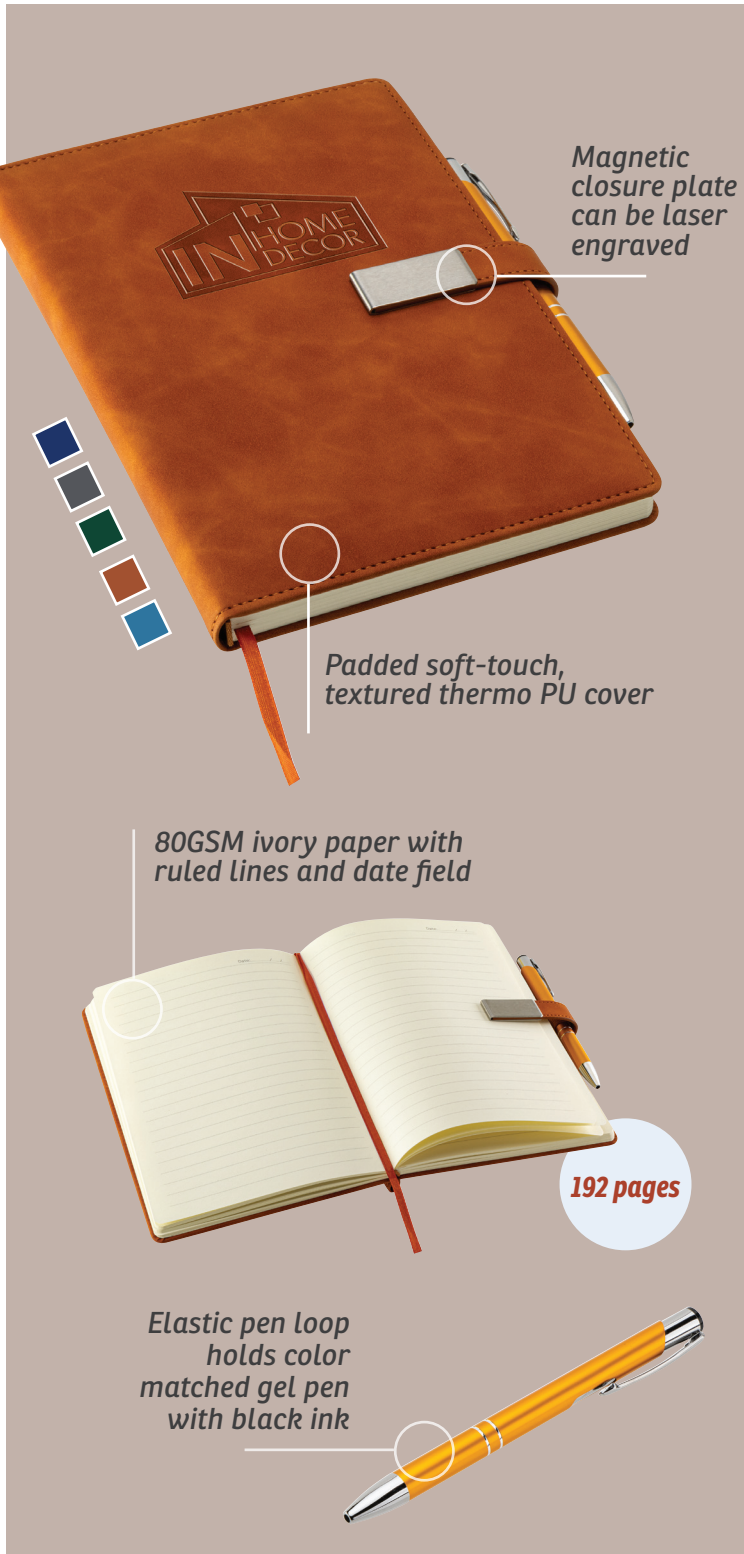 Magnetic
closure plate
can be laser
engraved
IN HOME
DECOR
Padded soft-touch,
textured thermo PU cover
80GSM ivory paper with
ruled lines and date field
192 pages
Elastic pen loop
holds color
matched gel pen
with black ink